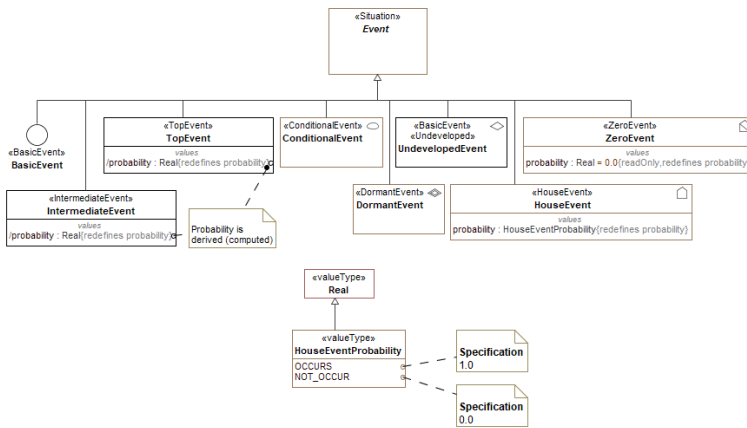 «Situation»
Event
«BasicEvent»
BasicEvent
«TopEvent»
TopEvent
values
/probability : Real{redefines probability}
«ConditionalEvent»
ConditionalEvent
«BasicEvent»
«Undeveloped»
UndevelopedEvent
«ZeroEvent»
ZeroEvent
values
probability : Real = 0.0{readOnly,redefines probability
«IntermediateEvent»
IntermediateEvent
values
/probability : Real{redefines probability}
Probability is
derived (computed)
«DormantEvent»
DormantEvent
«HouseEvent»
HouseEvent
values
probability : HouseEventProbability{redefines probability}
«valueType»
Real
«valueType»
HouseEventProbability
OCCURS
NOT_OCCUR
Specification
1.0
Specification
0.0